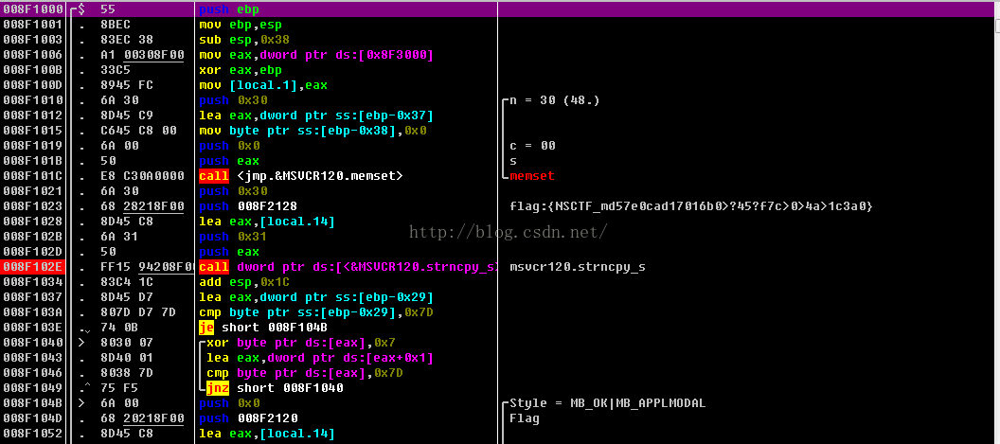 008F1000 ┌$ 55 push ebp
008F1001 . 8BEC mov ebp,esp
008F1003 . 83EC 38 sub esp,0x38
008F1006 . A1 00308F00 mov eax,dword ptr ds:[0x8F3000]
008F100B . 33C5 xor eax,ebp
008F100D . 8945 FC mov [local.1],eax
008F1010 . 6A 30 push 0x30 ┌n = 30 (48.)
008F1012 . 8D45 C9 lea eax,dword ptr ss:[ebp-0x37]
008F1015 . C645 C8 00 mov byte ptr ss:[ebp-0x38],0x0
008F1019 . 6A 00 push 0x0 c = 00
008F101B . 50 push eax s
008F101C . E8 C30A0000 call <jmp.&MSVCR120.memset> └memset
008F1021 . 6A 30 push 0x30
008F1023 . 68 28218F00 push 008F2128 flag:{NSCTF_md57e0cad17016b0>?45?f7c>0>4a>1c3a0}
008F1028 . 8D45 C8 lea eax,[local.14]
008F102B . 6A 31 push 0x31
008F102D . 50 push eax
008F102E . FF15 94208F0 call dword ptr ds:[<&MSVCR120.strncpy_s> msvcr120.strncpy_s
008F1034 . 83C4 1C add esp,0x1C
008F1037 . 8D45 D7 lea eax,dword ptr ss:[ebp-0x29]
008F103A . 807D D7 7D cmp byte ptr ss:[ebp-0x29],0x7D
008F103E .⌄ 74 0B je short 008F104B
008F1040 > 8030 07 ┌xor byte ptr ds:[eax],0x7
008F1043 . 8D40 01 lea eax,dword ptr ds:[eax+0x1]
008F1046 . 8038 7D cmp byte ptr ds:[eax],0x7D
008F1049 .^ 75 F5 └jnz short 008F1040
008F104B > 6A 00 push 0x0 ┌Style = MB_OK|MB_APPLMODAL
008F104D . 68 20218F00 push 008F2120 Flag
008F1052 . 8D45 C8 lea eax,[local.14]
http://blog.csdn.net/